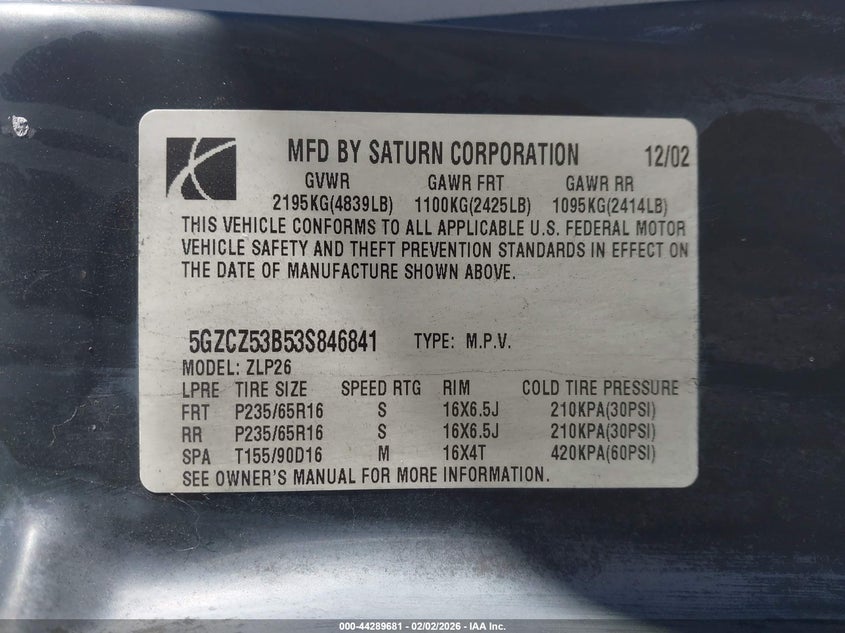 MFD BY SATURN CORPORATION 12/02
GVWR GAWR FRT GAWR RR
2195KG(4839LB) 1100KG(2425LB) 1095KG(2414LB)
THIS VEHICLE CONFORMS TO ALL APPLICABLE U.S. FEDERAL MOTOR
VEHICLE SAFETY AND THEFT PREVENTION STANDARDS IN EFFECT ON
THE DATE OF MANUFACTURE SHOWN ABOVE.
5GZCZ53B53S846841 TYPE: M.P.V.
MODEL: ZLP26
LPRE TIRE SIZE SPEED RTG RIM COLD TIRE PRESSURE
FRT P235/65R16 S 16X6.5J 210KPA(30PSI)
RR P235/65R16 S 16X6.5J 210KPA(30PSI)
SPA T155/90D16 M 16X4T 420KPA(60PSI)
SEE OWNER'S MANUAL FOR MORE INFORMATION.
000-44289681 - 02/02/2026 - IAA Inc.